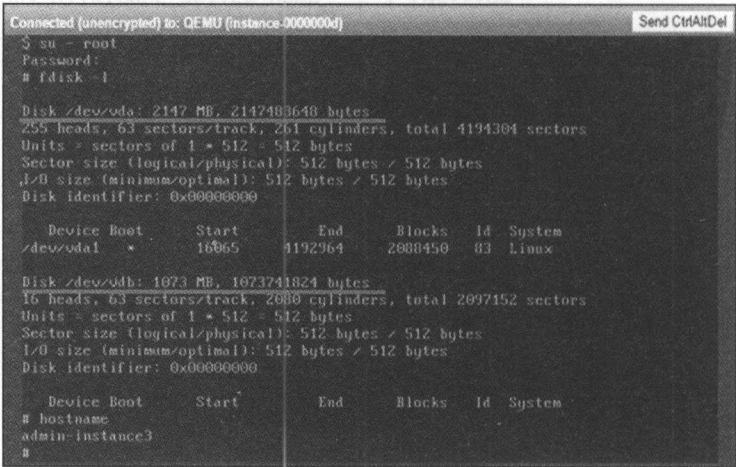 Connected (unencrypted) to: QEMU (instance-0000000d)
Send CtrlAltDel
$ su - root
Password:
# fdisk -l
Disk /dev/vda: 2147 MB, 2147483648 bytes
255 heads, 63 sectors/track, 261 cylinders, total 4194304 sectors
Units = sectors of 1 * 512 = 512 bytes
Sector size (logical/physical): 512 bytes / 512 bytes
I/O size (minimum/optimal): 512 bytes / 512 bytes
Disk identifier: 0x00000000
Device Boot Start End Blocks Id System
/dev/vda1 * 16065 4192964 2088450 83 Linux
Disk /dev/vdb: 1073 MB, 1073741824 bytes
16 heads, 63 sectors/track, 2080 cylinders, total 2097152 sectors
Units = sectors of 1 * 512 = 512 bytes
Sector size (logical/physical): 512 bytes / 512 bytes
I/O size (minimum/optimal): 512 bytes / 512 bytes
Disk identifier: 0x00000000
Device Boot Start End Blocks Id System
# hostname
admin-instance3
#